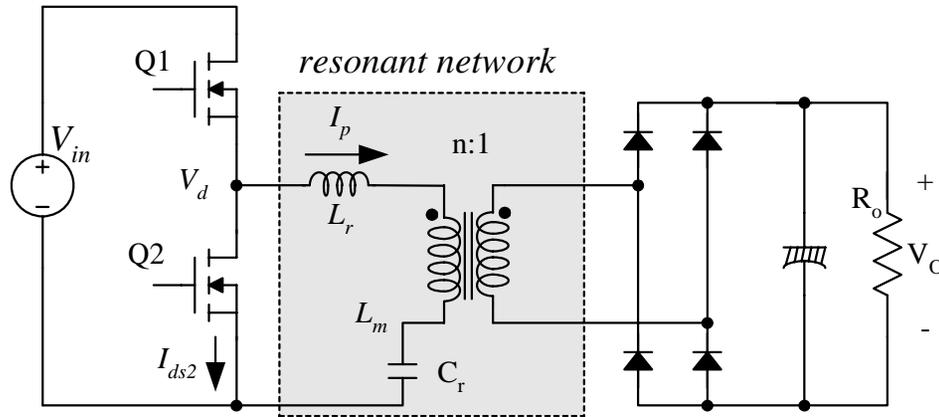 Q1
resonant network
I_p
n:1
V_in
+
-
V_d
L_r
R_o
+
V_O
-
Q2
L_m
C_r
I_ds2